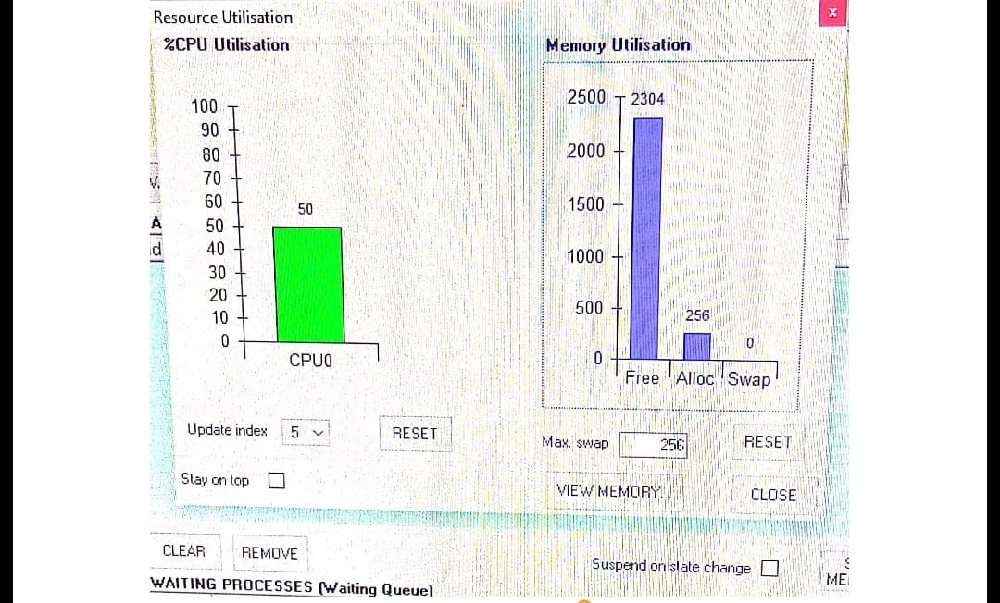 Resource Utilisation
x
%CPU Utilisation
Memory Utilisation
100
90
80
70
60
50
40
30
20
10
0
50
CPU0
2500
2000
1500
1000
500
0
2304
256
0
Free Alloc Swap
Update index 5
RESET
Max. swap 256
RESET
Stay on top
VIEW MEMORY..
CLOSE
CLEAR
REMOVE
Suspend on state change
WAITING PROCESSES (Waiting Queue)